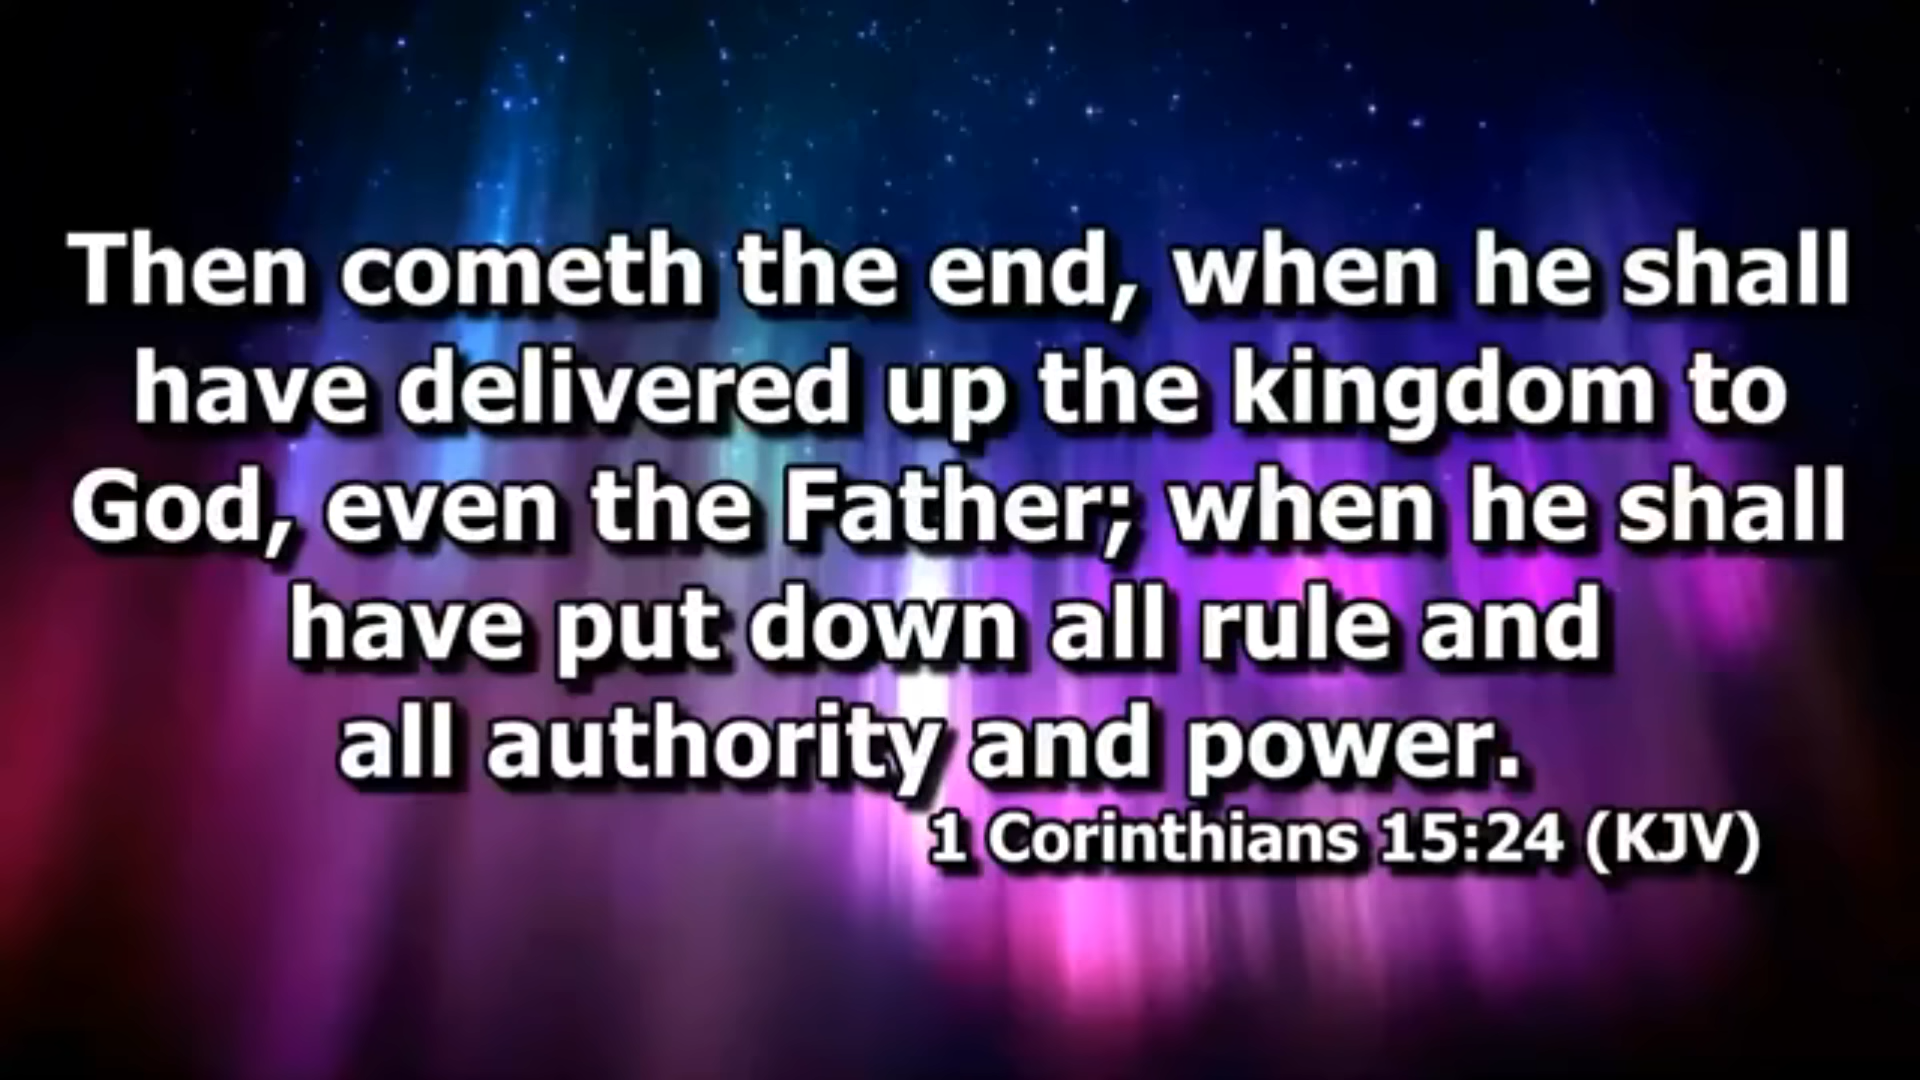 Then cometh the end, when he shall
have delivered up the kingdom to
God, even the Father; when he shall
have put down all rule and
all authority and power.
1 Corinthians 15:24 (KJV)